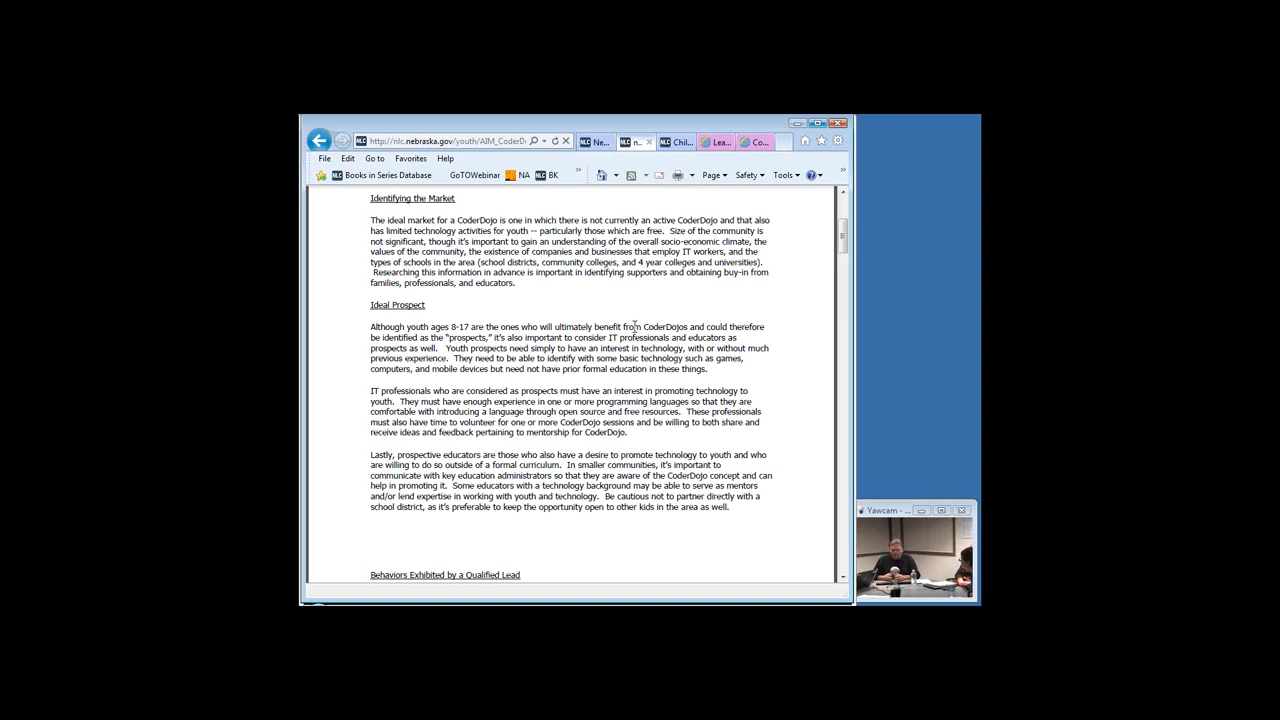 http://nlc.nebraska.gov/youth/AIM_CoderD
NLC Ne...
NLC n..
NLC Chil..
Lea...
Co...
File Edit Go to Favorites Help
NLC Books in Series Database GoTOWebinar NA NLC BK
Page Safety Tools
Identifying the Market
The ideal market for a CoderDojo is one in which there is not currently an active CoderDojo and that also
has limited technology activities for youth -- particularly those which are free. Size of the community is
not significant, though it's important to gain an understanding of the overall socio-economic climate, the
values of the community, the existence of companies and businesses that employ IT workers, and the
types of schools in the area (school districts, community colleges, and 4 year colleges and universities).
Researching this information in advance is important in identifying supporters and obtaining buy-in from
families, professionals, and educators.
Ideal Prospect
Although youth ages 8-17 are the ones who will ultimately benefit from CoderDojos and could therefore
be identified as the "prospects," it's also important to consider IT professionals and educators as
prospects as well. Youth prospects need simply to have an interest in technology, with or without much
previous experience. They need to be able to identify with some basic technology such as games,
computers, and mobile devices but need not have prior formal education in these things.
IT professionals who are considered as prospects must have an interest in promoting technology to
youth. They must have enough experience in one or more programming languages so that they are
comfortable with introducing a language through open source and free resources. These professionals
must also have time to volunteer for one or more CoderDojo sessions and be willing to both share and
receive ideas and feedback pertaining to mentorship for CoderDojo.
Lastly, prospective educators are those who also have a desire to promote technology to youth and who
are willing to do so outside of a formal curriculum. In smaller communities, it's important to
communicate with key education administrators so that they are aware of the CoderDojo concept and can
help in promoting it. Some educators with a technology background may be able to serve as mentors
and/or lend expertise in working with youth and technology. Be cautious not to partner directly with a
school district, as it's preferable to keep the opportunity open to other kids in the area as well.
Yawcam - ...
Behaviors Exhibited by a Qualified Lead